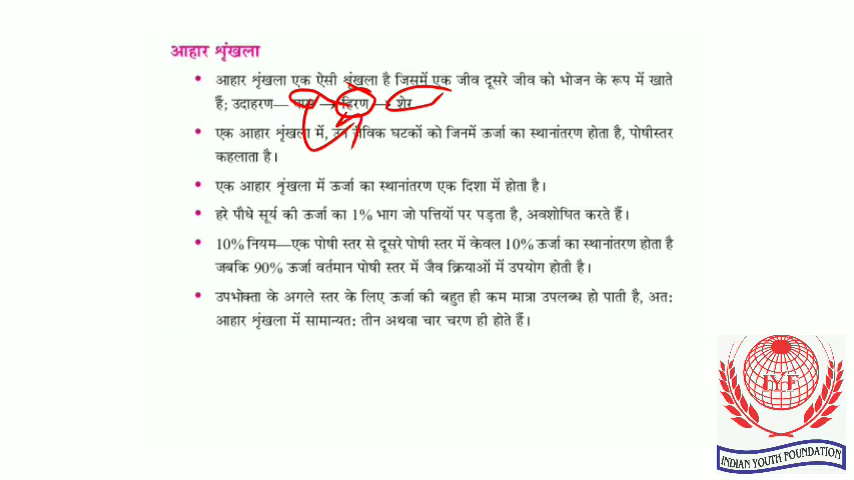 आहार शृंखला
• आहार शृंखला एक ऐसी शृंखला है जिसमें एक जीव दूसरे जीव को भोजन के रूप में खाते
हैं; उदाहरण— घास → हिरण → शेर
• एक आहार शृंखला में, उन जैविक घटकों को जिनमें ऊर्जा का स्थानांतरण होता है, पोषीस्तर
कहलाता है।
• एक आहार शृंखला में ऊर्जा का स्थानांतरण एक दिशा में होता है।
• हरे पौधे सूर्य की ऊर्जा का 1% भाग जो पत्तियों पर पड़ता है, अवशोषित करते हैं।
• 10% नियम—एक पोषी स्तर से दूसरे पोषी स्तर में केवल 10% ऊर्जा का स्थानांतरण होता है
जबकि 90% ऊर्जा वर्तमान पोषी स्तर में जैव क्रियाओं में उपयोग होती है।
• उपभोक्ता के अगले स्तर के लिए ऊर्जा की बहुत ही कम मात्रा उपलब्ध हो पाती है, अत:
आहार शृंखला में सामान्यत: तीन अथवा चार चरण ही होते हैं।
IYF
INDIAN YOUTH FOUNDATION